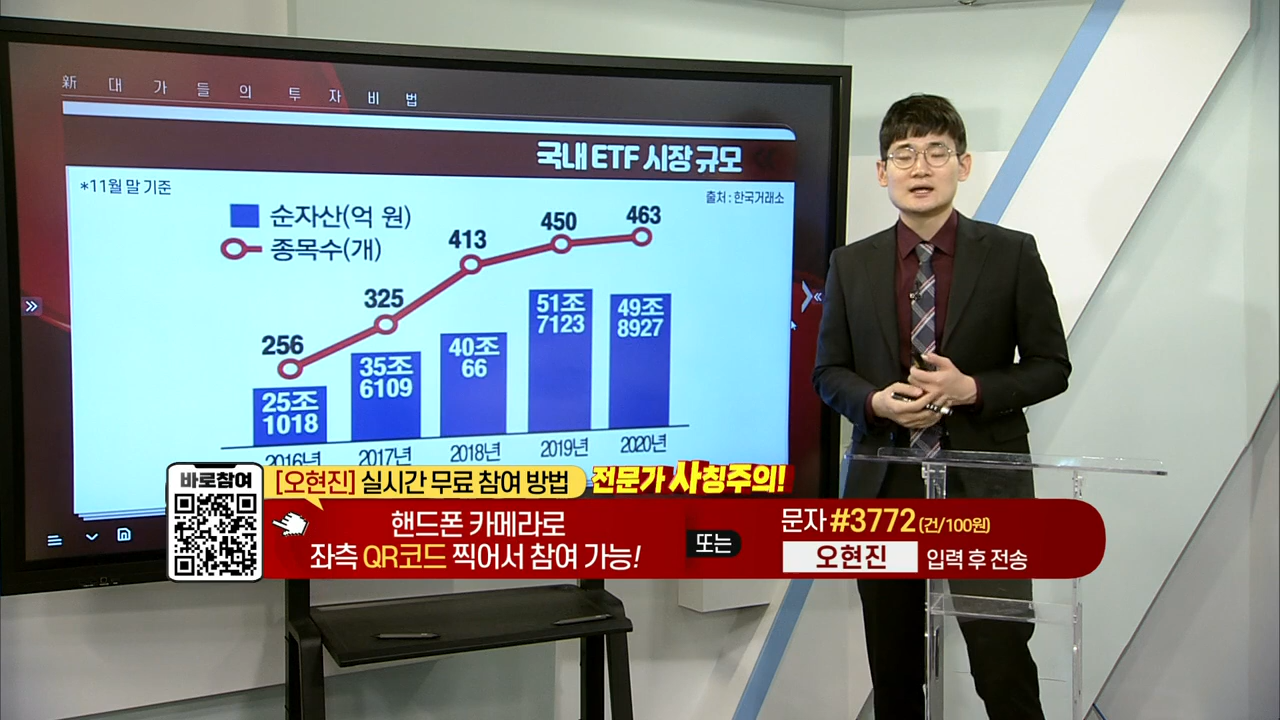 新 대 가 들 의 투 자 비 법
국내 ETF 시장 규모
*11월 말 기준
출처 : 한국거래소
순자산(억 원)
종목수(개)
256
325
413
450
463
25조
1018
35조
6109
40조
66
51조
7123
49조
8927
2016년
2017년
2018년
2019년
2020년
바로참여
[오현진] 실시간 무료 참여 방법
전문가 사칭주의!
핸드폰 카메라로
좌측 QR코드 찍어서 참여 가능!
또는
문자 #3772 (건/100원)
오현진 입력 후 전송